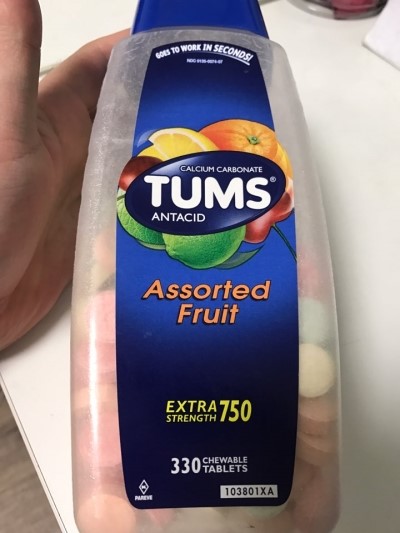 GOES TO WORK IN SECONDS!
CALCIUM CARBONATE
TUMS®
ANTACID
Assorted
Fruit
EXTRA
STRENGTH 750
330 CHEWABLE
TABLETS
PAREVE
103801XA